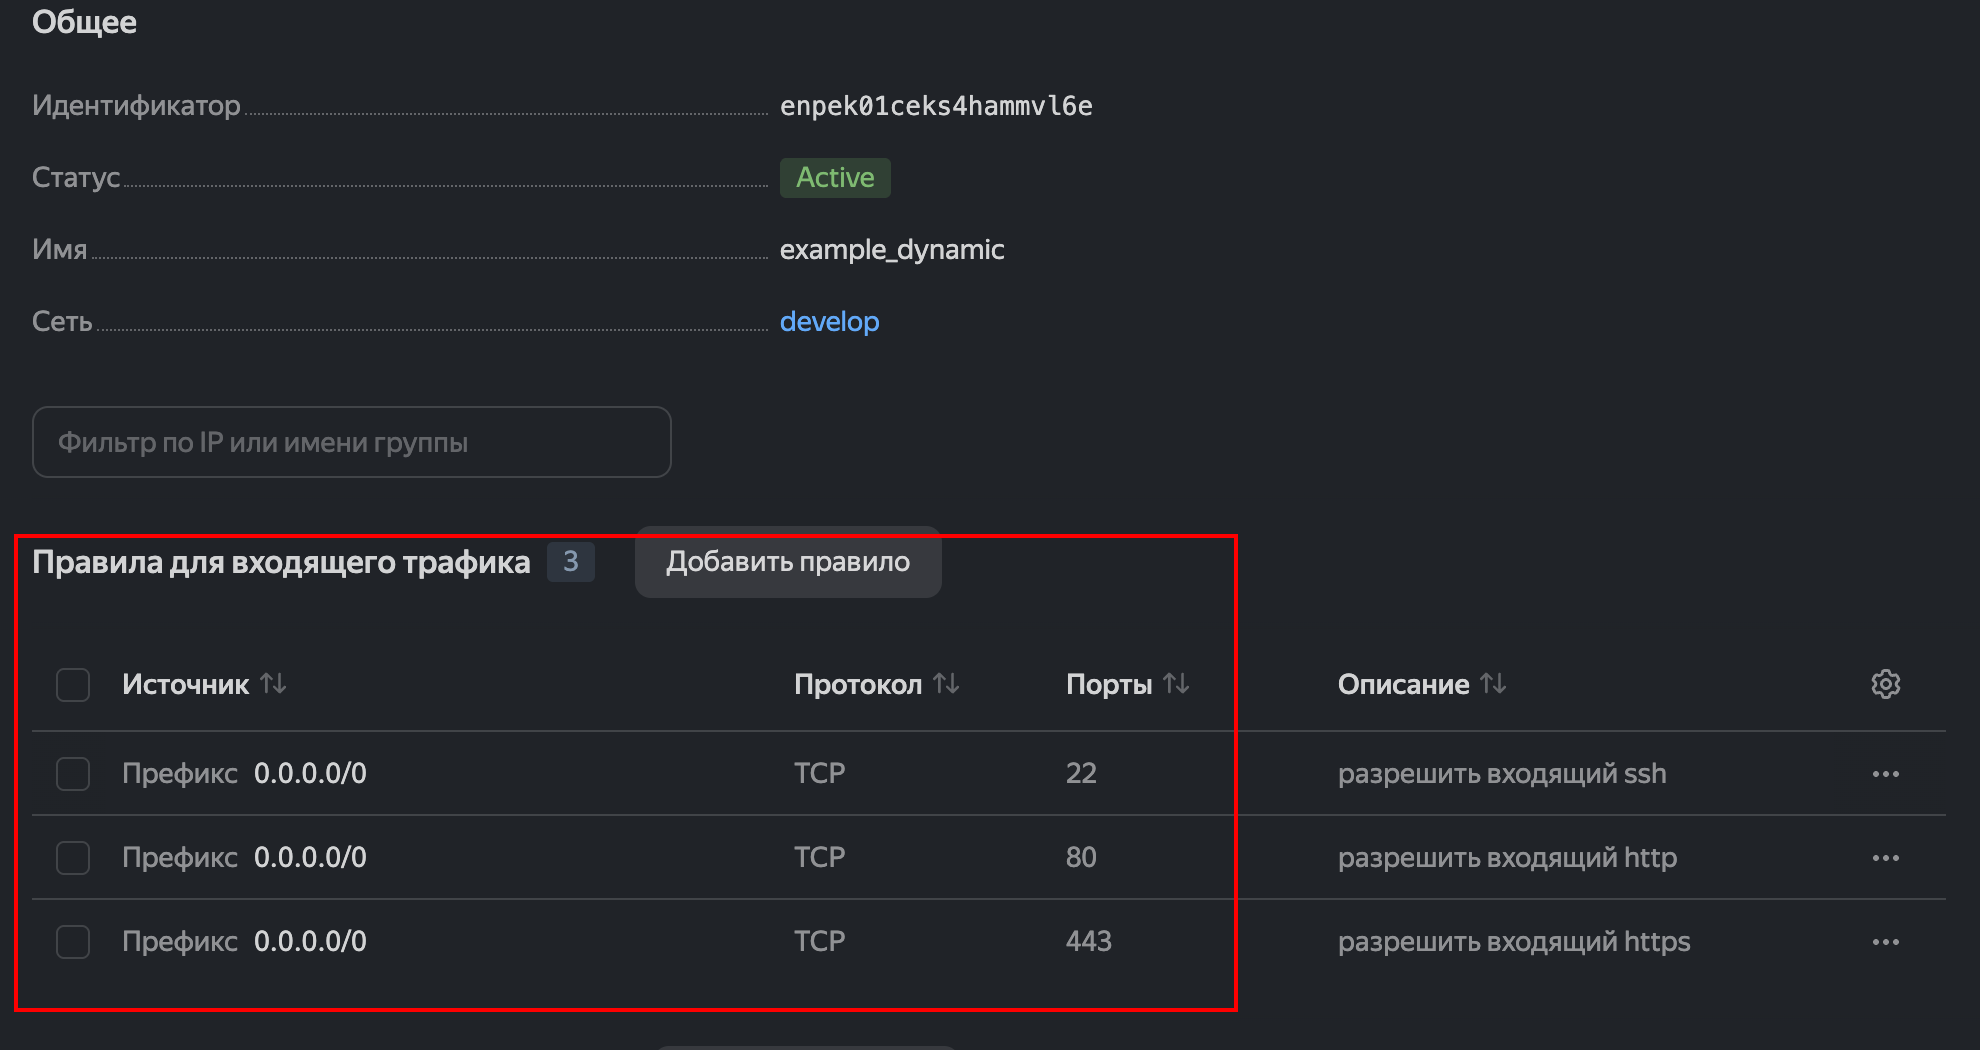 Общее
Идентификатор enpek01ceks4hammvl6e
Статус Active
Имя example_dynamic
Сеть develop
Фильтр по IP или имени группы
Правила для входящего трафика 3 Добавить правило
Источник Протокол Порты Описание
Префикс 0.0.0.0/0 TCP 22 разрешить входящий ssh
Префикс 0.0.0.0/0 TCP 80 разрешить входящий http
Префикс 0.0.0.0/0 TCP 443 разрешить входящий https